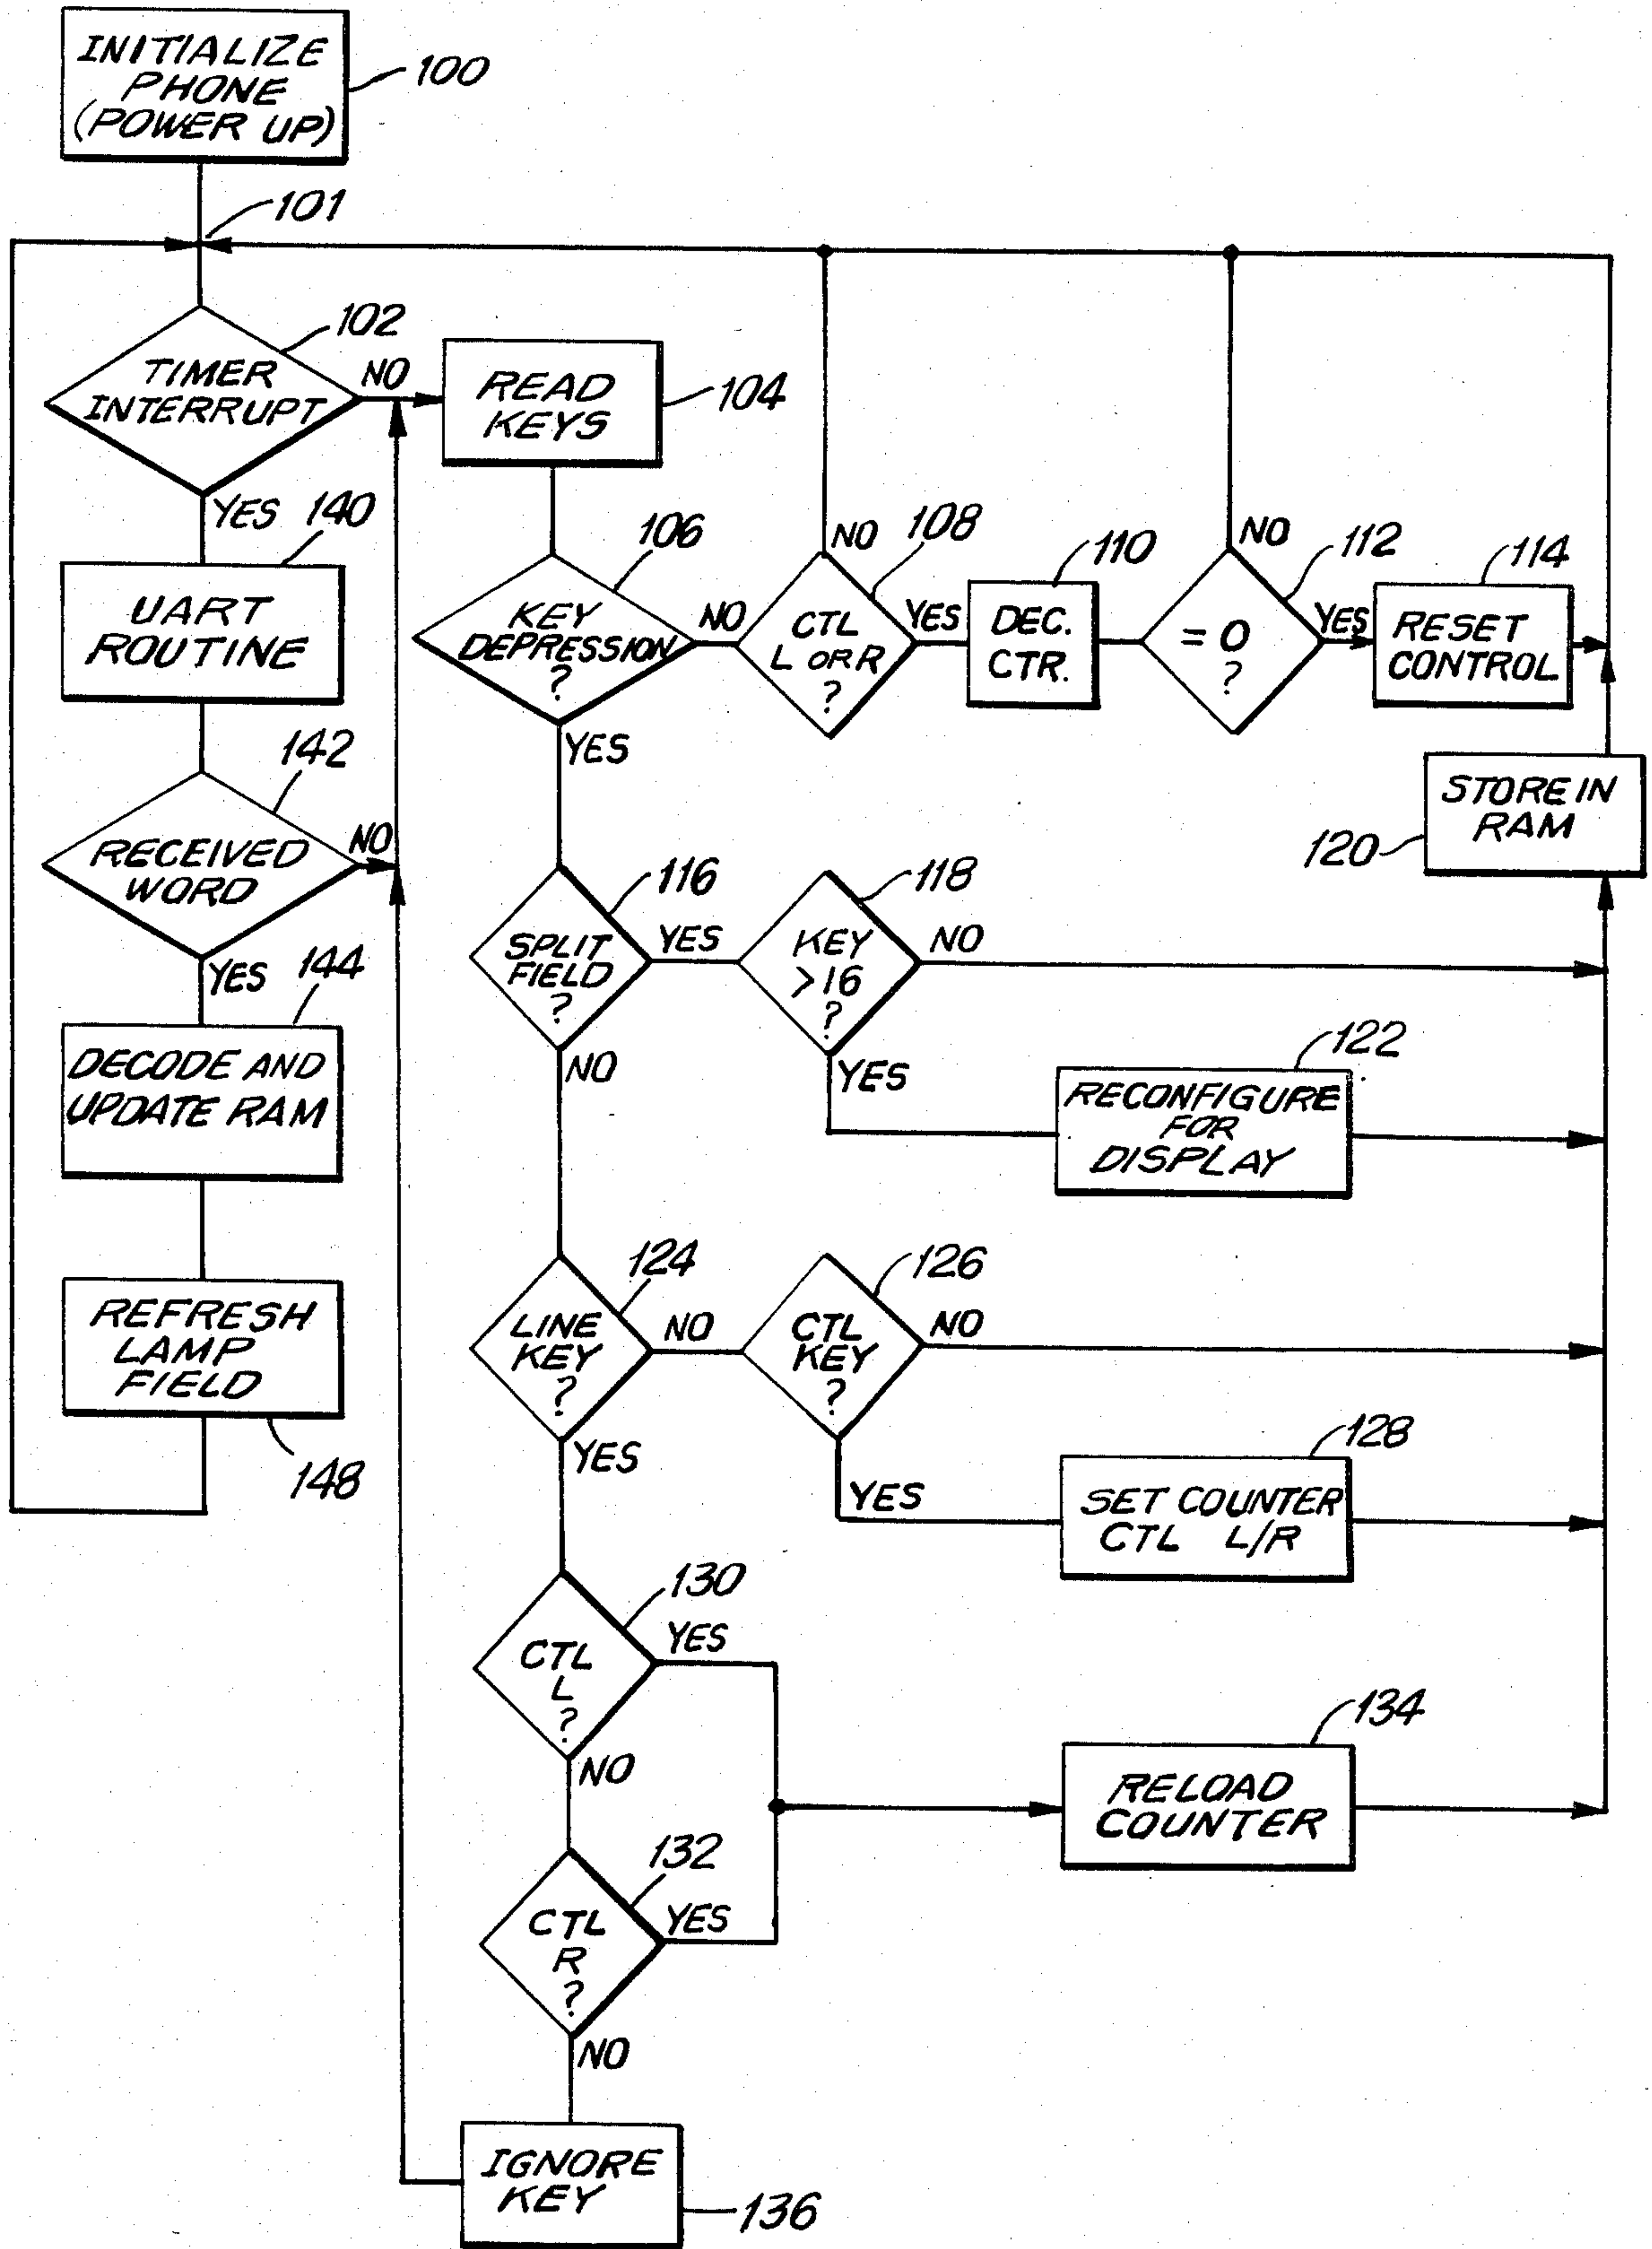 INITIALIZE
PHONE
(POWER UP)
100
101
TIMER
INTERRUPT
102
NO
YES
READ
KEYS
104
UART
ROUTINE
140
KEY
DEPRESSION
?
106
NO
YES
CTL
L OR R
?
108
NO
YES
DEC.
CTR.
110
= 0
?
112
NO
YES
RESET
CONTROL
114
RECEIVED
WORD
142
NO
YES
STORE IN
RAM
120
SPLIT
FIELD
?
116
YES
NO
KEY
>16
?
118
NO
YES
DECODE AND
UPDATE RAM
144
RECONFIGURE
FOR
DISPLAY
122
REFRESH
LAMP
FIELD
148
LINE
KEY
?
124
NO
YES
CTL
KEY
?
126
NO
YES
SET COUNTER
CTL L/R
128
CTL
L
?
130
YES
NO
RELOAD
COUNTER
134
CTL
R
?
132
YES
NO
IGNORE
KEY
136